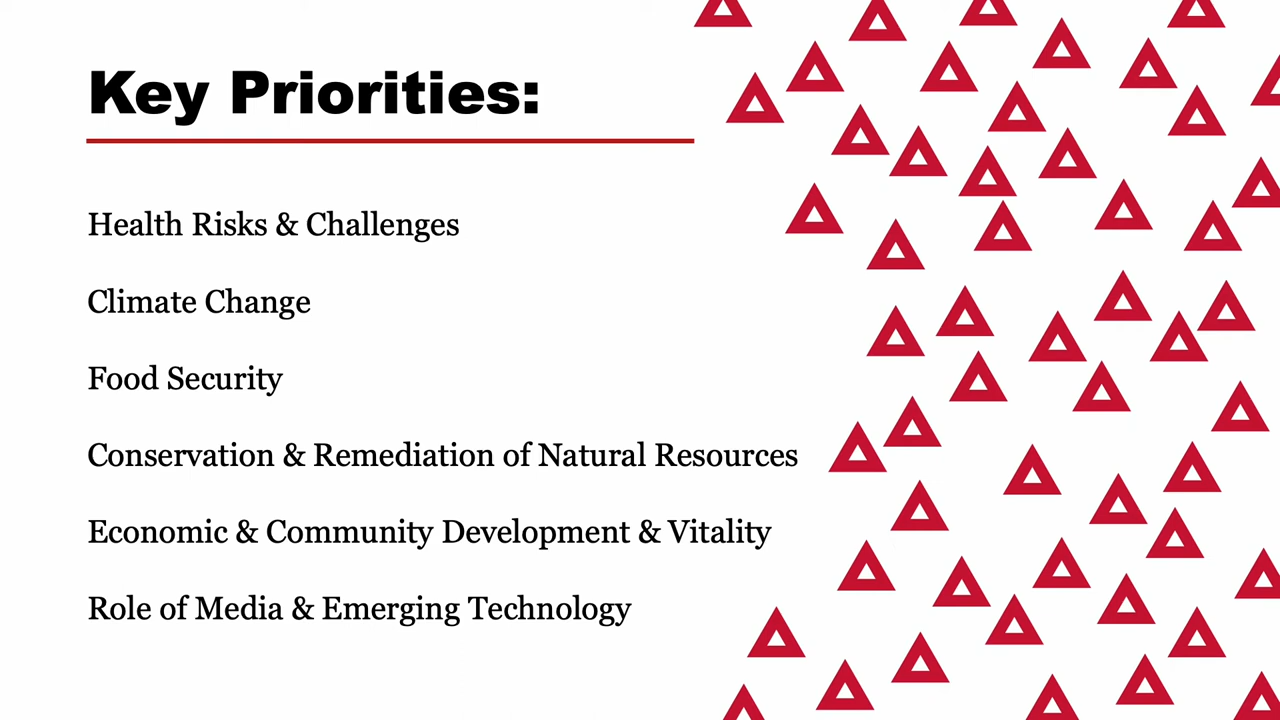 Key Priorities:
Health Risks & Challenges
Climate Change
Food Security
Conservation & Remediation of Natural Resources
Economic & Community Development & Vitality
Role of Media & Emerging Technology